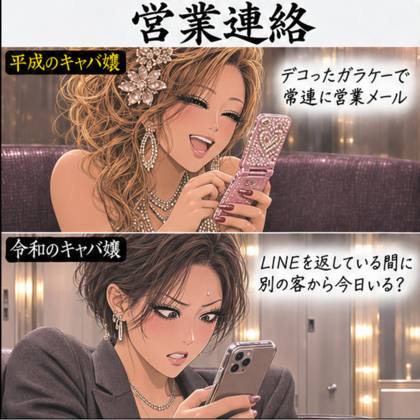 営業連絡
平成のキャバ嬢
デコったガラケーで
常連に営業メール
令和のキャバ嬢
LINEを返している間に
別の客から今日いる？